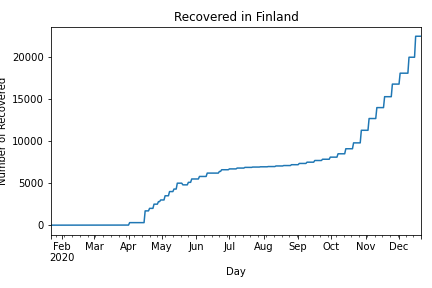 Recovered in Finland
Number of Recovered
20000
15000
10000
5000
0
Feb Mar Apr May Jun Jul Aug Sep Oct Nov Dec
2020
Day